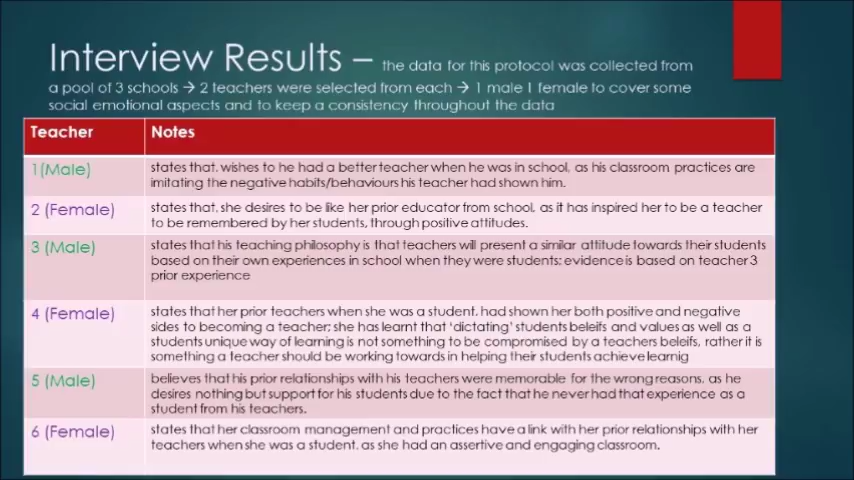 Interview Results – the data for this protocol was collected from
a pool of 3 schools → 2 teachers were selected from each → 1 male 1 female to cover some
social emotional aspects and to keep a consistency throughout the data
Teacher Notes
1(Male) states that, wishes to he had a better teacher when he was in school, as his classroom practices are
imitating the negative habits/behaviours his teacher had shown him.
2 (Female) states that, she desires to be like her prior educator from school, as it has inspired her to be a teacher
to be remembered by her students, through positive attitudes.
3 (Male) states that his teaching philosophy is that teachers will present a similar attitude towards their students
based on their own experiences in school when they were students; evidence is based on teacher 3
prior experience
4 (Female) states that her prior teachers when she was a student, had shown her both positive and negative
sides to becoming a teacher; she has learnt that 'dictating' students beleifs and values as well as a
students unique way of learning is not something to be compromised by a teachers beleifs, rather it is
something a teacher should be working towards in helping their students achieve learnig
5 (Male) believes that his prior relationships with his teachers were memorable for the wrong reasons, as he
desires nothing but support for his students due to the fact that he never had that experience as a
student from his teachers.
6 (Female) states that her classroom management and practices have a link with her prior relationships with her
teachers when she was a student, as she had an assertive and engaging classroom.